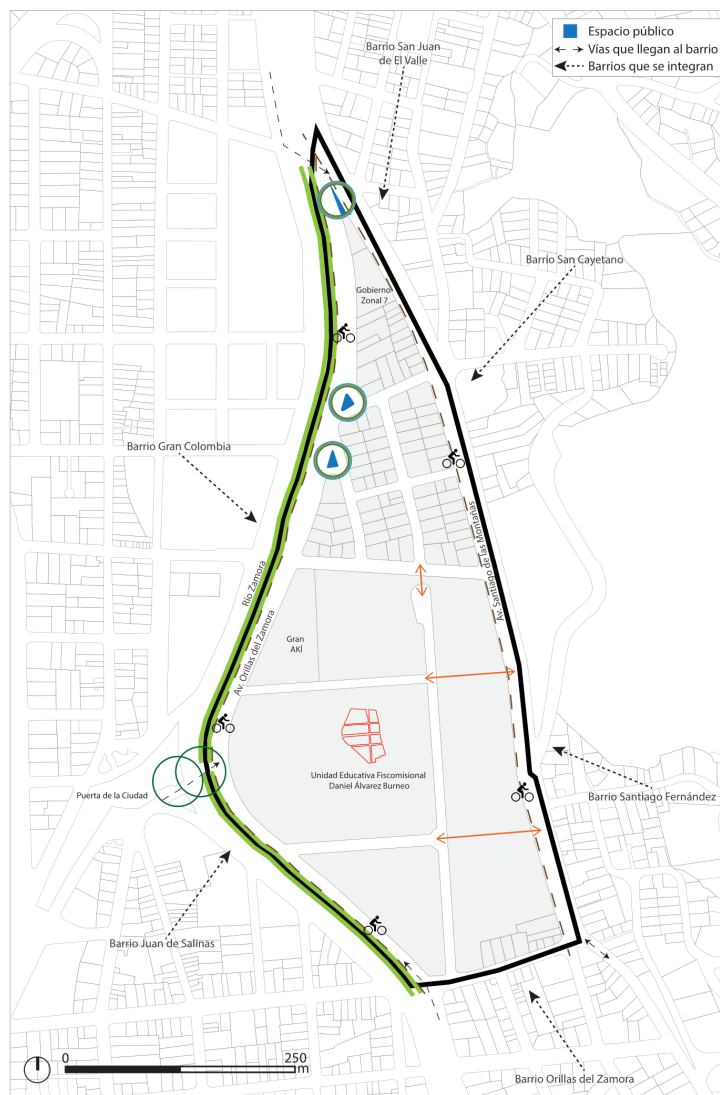 Espacio público
Vías que llegan al barrio
Barrios que se integran
Barrio San Juan
de El Valle
Barrio San Cayetano
Gobierno
Zonal 7
Barrio Gran Colombia
Av. Santiago de las Montañas
Río Zamora
Av. Orillas del Zamora
Gran
AKÍ
Unidad Educativa Fiscomisional
Daniel Álvarez Burneo
Puerta de la Ciudad
Barrio Santiago Fernández
Barrio Juan de Salinas
Barrio Orillas del Zamora
0
250
m